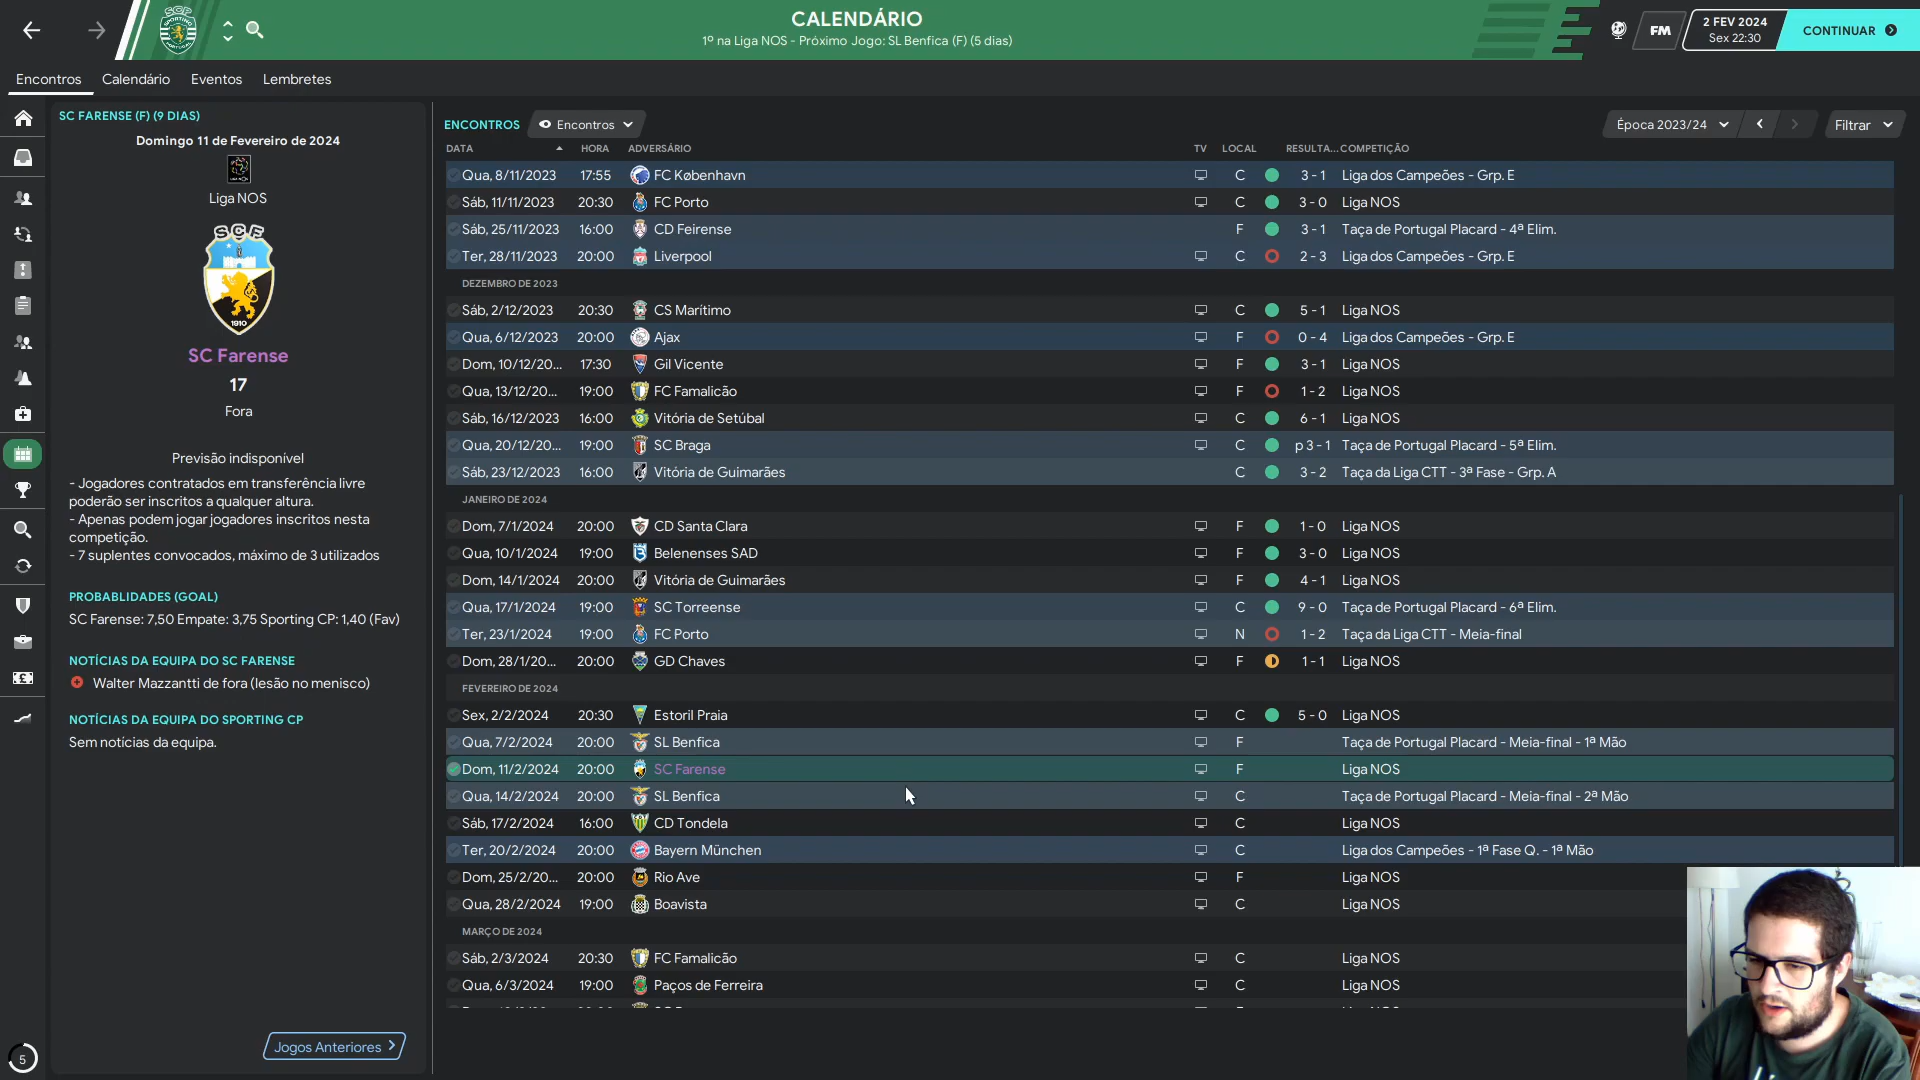 CALENDÁRIO
1º na Liga NOS - Próximo Jogo: SL Benfica (F) (5 dias)
FM
2 FEV 2024
Sex 22:30
CONTINUAR
Encontros Calendário Eventos Lembretes
SC FARENSE (F) (9 DIAS)
Domingo 11 de Fevereiro de 2024
Liga NOS
SCF
1910
SC Farense
17
Fora
Previsão indisponível
- Jogadores contratados em transferência livre
poderão ser inscritos a qualquer altura.
- Apenas podem jogar jogadores inscritos nesta
competição.
- 7 suplentes convocados, máximo de 3 utilizados
PROBABLIDADES (GOAL)
SC Farense: 7,50 Empate: 3,75 Sporting CP: 1,40 (Fav)
NOTÍCIAS DA EQUIPA DO SC FARENSE
Walter Mazzantti de fora (lesão no menisco)
NOTÍCIAS DA EQUIPA DO SPORTING CP
Sem notícias da equipa.
Jogos Anteriores
5
ENCONTROS Encontros Época 2023/24 Filtrar
DATA HORA ADVERSÁRIO TV LOCAL RESULTA... COMPETIÇÃO
Qua, 8/11/2023 17:55 FC København C 3 - 1 Liga dos Campeões - Grp. E
Sáb, 11/11/2023 20:30 FC Porto C 3 - 0 Liga NOS
Sáb, 25/11/2023 16:00 CD Feirense F 3 - 1 Taça de Portugal Placard - 4ª Elim.
Ter, 28/11/2023 20:00 Liverpool C 2 - 3 Liga dos Campeões - Grp. E
DEZEMBRO DE 2023
Sáb, 2/12/2023 20:30 CS Marítimo C 5 - 1 Liga NOS
Qua, 6/12/2023 20:00 Ajax F 0 - 4 Liga dos Campeões - Grp. E
Dom, 10/12/20... 17:30 Gil Vicente F 3 - 1 Liga NOS
Qua, 13/12/20... 19:00 FC Famalicão F 1 - 2 Liga NOS
Sáb, 16/12/2023 16:00 Vitória de Setúbal C 6 - 1 Liga NOS
Qua, 20/12/20... 19:00 SC Braga C p 3 - 1 Taça de Portugal Placard - 5ª Elim.
Sáb, 23/12/2023 16:00 Vitória de Guimarães C 3 - 2 Taça da Liga CTT - 3ª Fase - Grp. A
JANEIRO DE 2024
Dom, 7/1/2024 20:00 CD Santa Clara F 1 - 0 Liga NOS
Qua, 10/1/2024 19:00 Belenenses SAD F 3 - 0 Liga NOS
Dom, 14/1/2024 20:00 Vitória de Guimarães F 4 - 1 Liga NOS
Qua, 17/1/2024 19:00 SC Torreense C 9 - 0 Taça de Portugal Placard - 6ª Elim.
Ter, 23/1/2024 19:00 FC Porto N 1 - 2 Taça da Liga CTT - Meia-final
Dom, 28/1/20... 20:00 GD Chaves F 1 - 1 Liga NOS
FEVEREIRO DE 2024
Sex, 2/2/2024 20:30 Estoril Praia C 5 - 0 Liga NOS
Qua, 7/2/2024 20:00 SL Benfica F Taça de Portugal Placard - Meia-final - 1ª Mão
Dom, 11/2/2024 20:00 SC Farense F Liga NOS
Qua, 14/2/2024 20:00 SL Benfica C Taça de Portugal Placard - Meia-final - 2ª Mão
Sáb, 17/2/2024 16:00 CD Tondela C Liga NOS
Ter, 20/2/2024 20:00 Bayern München C Liga dos Campeões - 1ª Fase Q. - 1ª Mão
Dom, 25/2/20... 20:00 Rio Ave F Liga NOS
Qua, 28/2/2024 19:00 Boavista C Liga NOS
MARÇO DE 2024
Sáb, 2/3/2024 20:30 FC Famalicão C Liga NOS
Qua, 6/3/2024 19:00 Paços de Ferreira C Liga NOS